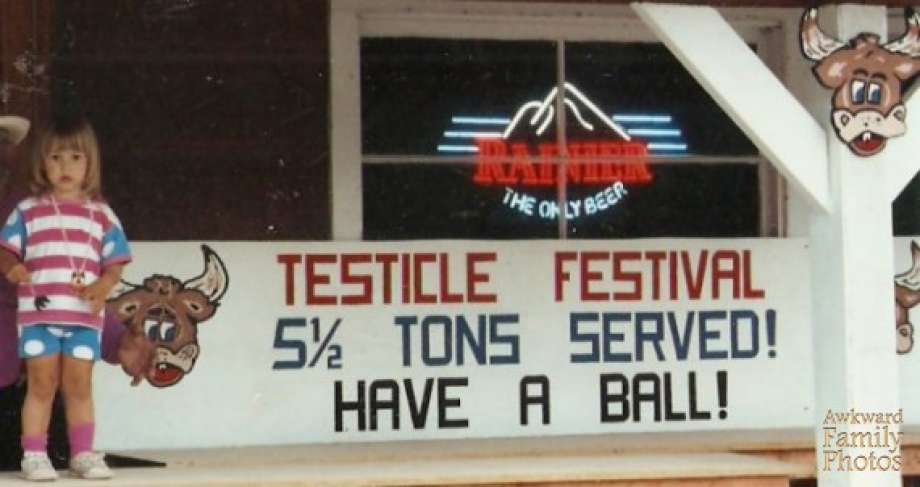 RAINIER
THE ONLY BEER
TESTICLE FESTIVAL
5½ TONS SERVED!
HAVE A BALL!
Awkward
Family
Photos